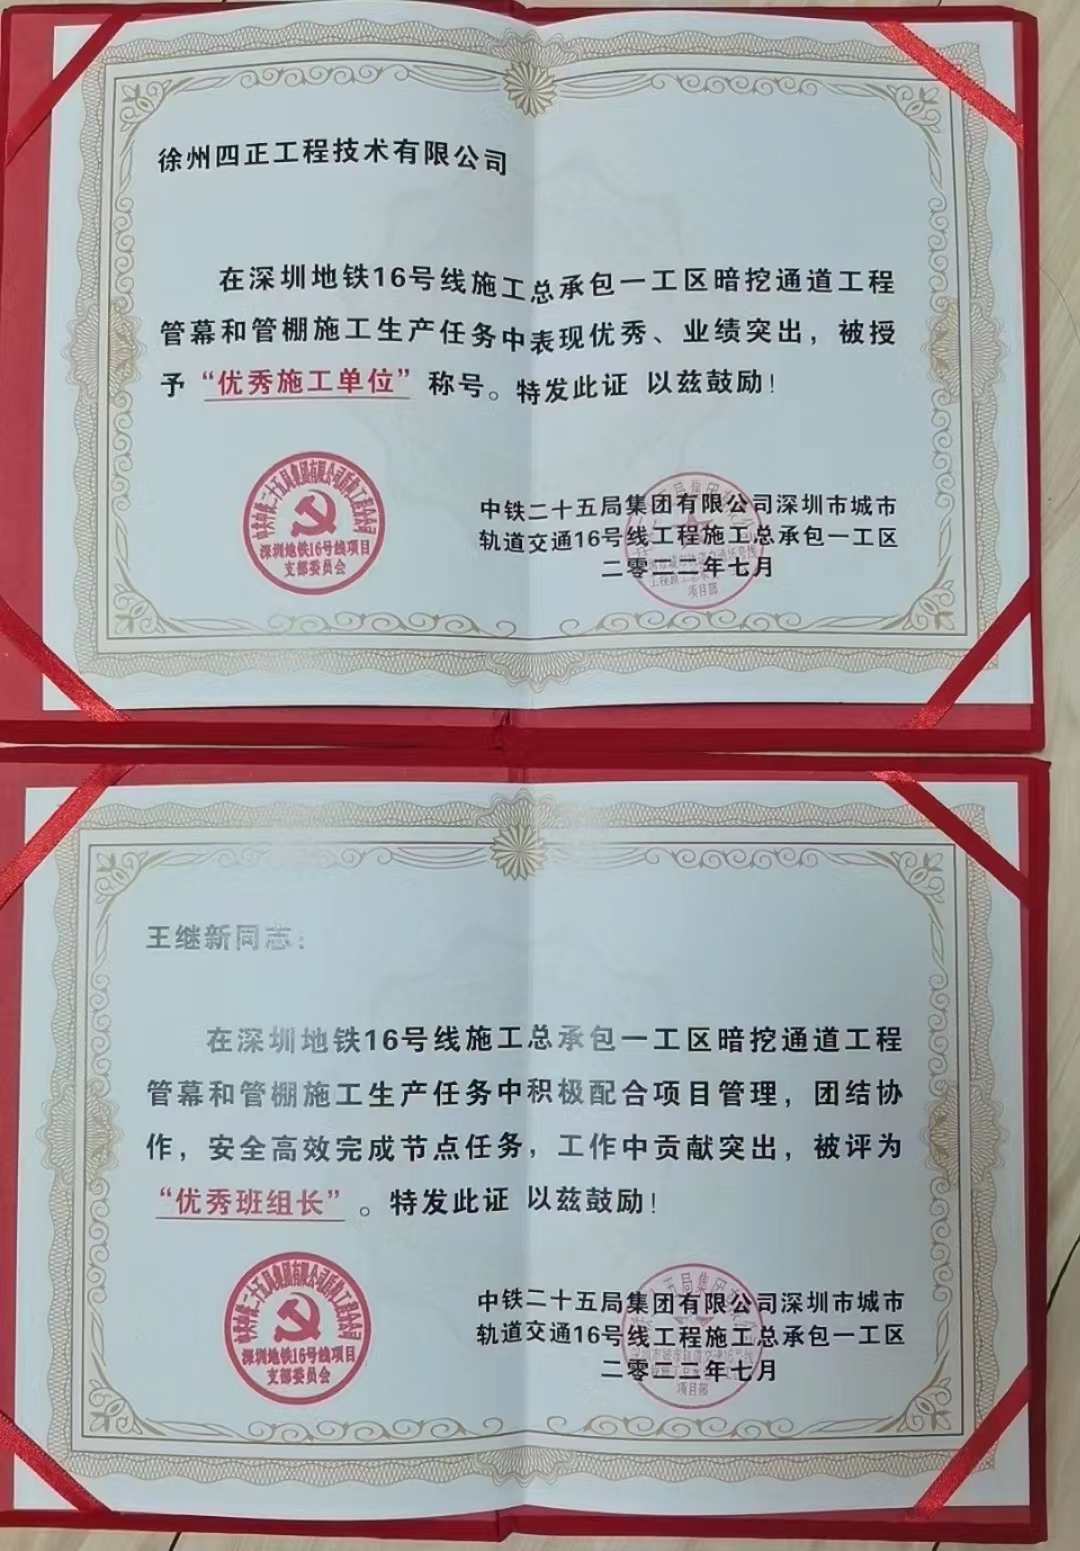 徐州四正工程技术有限公司
在深圳地铁16号线施工总承包一工区暗挖通道工程
管幕和管棚施工生产任务中表现优秀、业绩突出，被授
予“优秀施工单位”称号。特发此证 以兹鼓励！
深圳地铁16号线项目
支部委员会
中铁二十五局集团有限公司深圳市城市
轨道交通16号线工程施工总承包一工区
二零二二年七月
项目部
王继新同志：
在深圳地铁16号线施工总承包一工区暗挖通道工程
管幕和管棚施工生产任务中积极配合项目管理，团结协
作，安全高效完成节点任务，工作中贡献突出，被评为
“优秀班组长”。特发此证 以兹鼓励！
深圳地铁16号线项目
支部委员会
中铁二十五局集团有限公司深圳市城市
轨道交通16号线工程施工总承包一工区
二零二二年七月
项目部